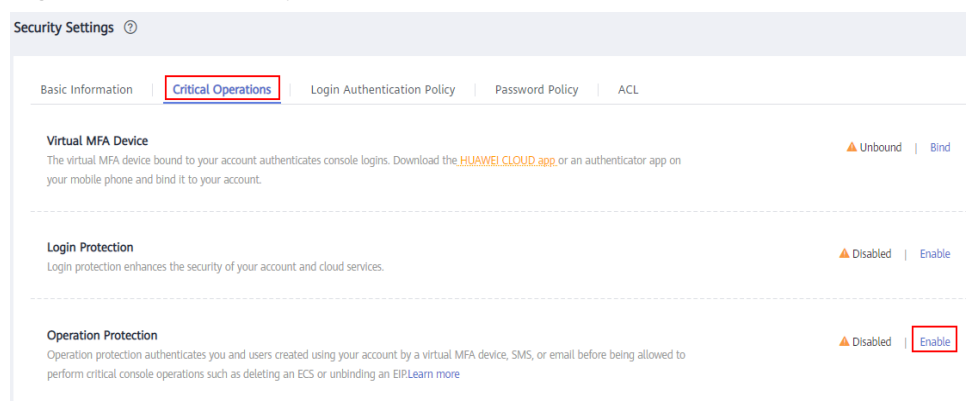 Security Settings ?
Basic Information | Critical Operations | Login Authentication Policy | Password Policy | ACL
Virtual MFA Device
The virtual MFA device bound to your account authenticates console logins. Download the HUAWEI CLOUD app or an authenticator app on
your mobile phone and bind it to your account.
Unbound | Bind
Login Protection
Login protection enhances the security of your account and cloud services.
Disabled | Enable
Operation Protection
Operation protection authenticates you and users created using your account by a virtual MFA device, SMS, or email before being allowed to
perform critical console operations such as deleting an ECS or unbinding an EIP.Learn more
Disabled | Enable